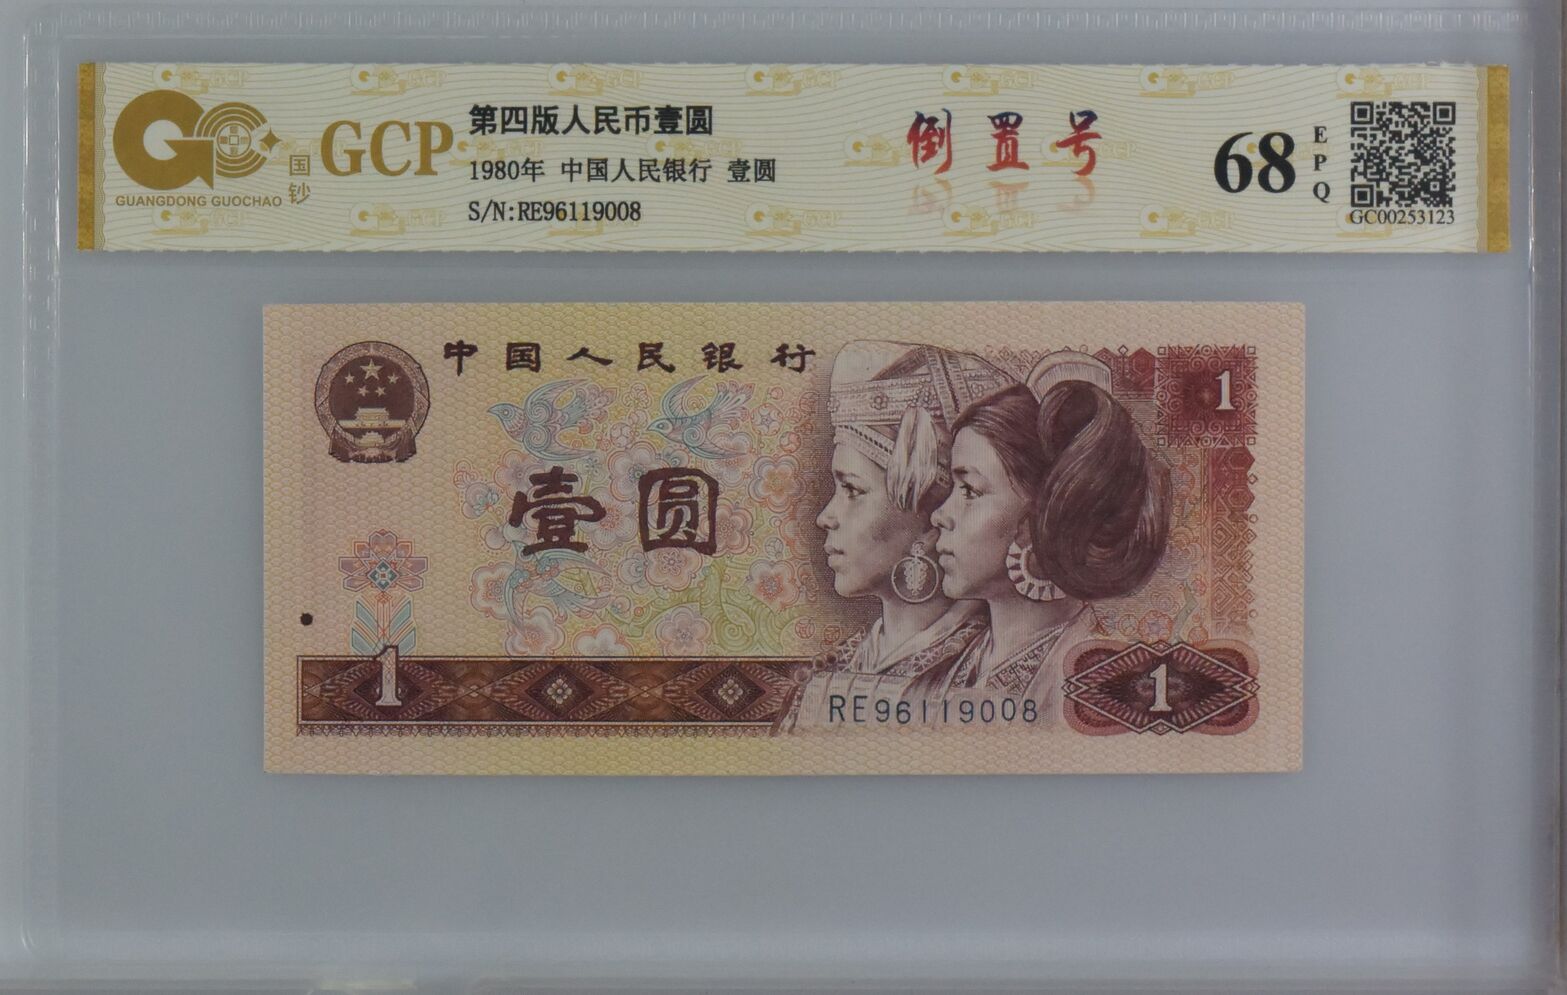 GCP
国钞
GUANGDONG GUOCHAO
第四版人民币壹圆
1980年 中国人民银行 壹圆
S/N:RE96119008
倒置号
68
EPQ
GC00253123
中国人民银行
1
壹圆
1
RE96119008
1